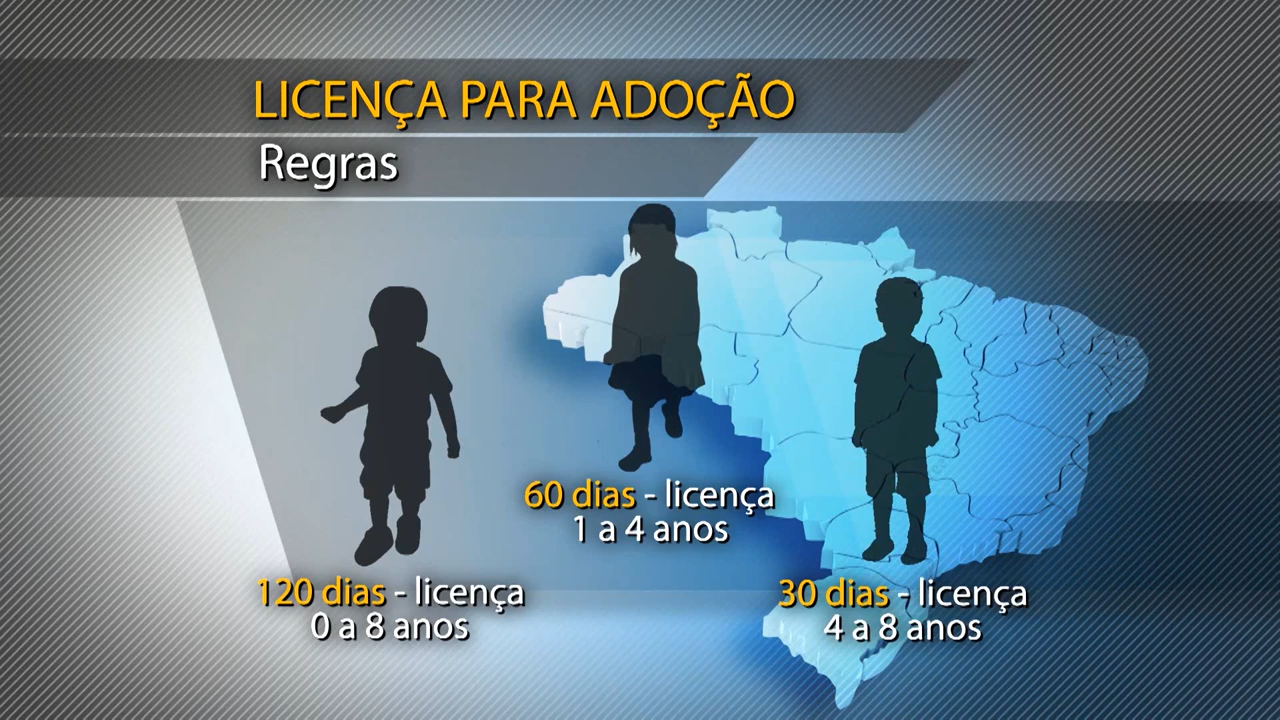 LICENÇA PARA ADOÇÃO
Regras
120 dias - licença
0 a 8 anos
60 dias - licença
1 a 4 anos
30 dias - licença
4 a 8 anos